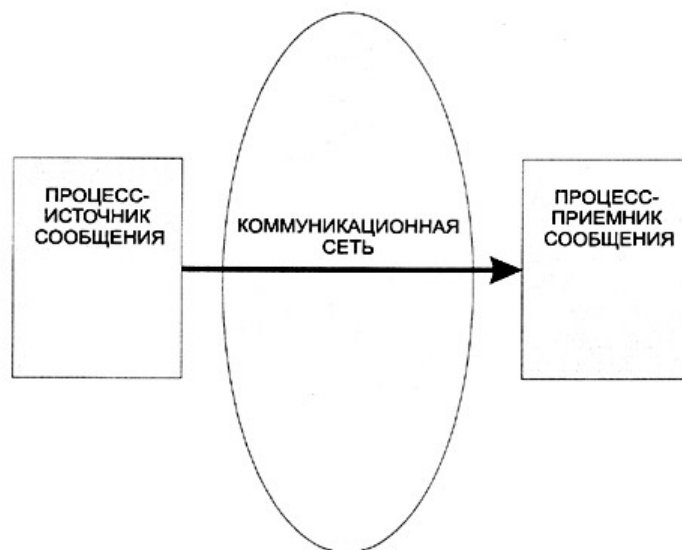 ПРОЦЕСС-
ИСТОЧНИК
СООБЩЕНИЯ
КОММУНИКАЦИОННАЯ
СЕТЬ
ПРОЦЕСС-
ПРИЕМНИК
СООБЩЕНИЯ